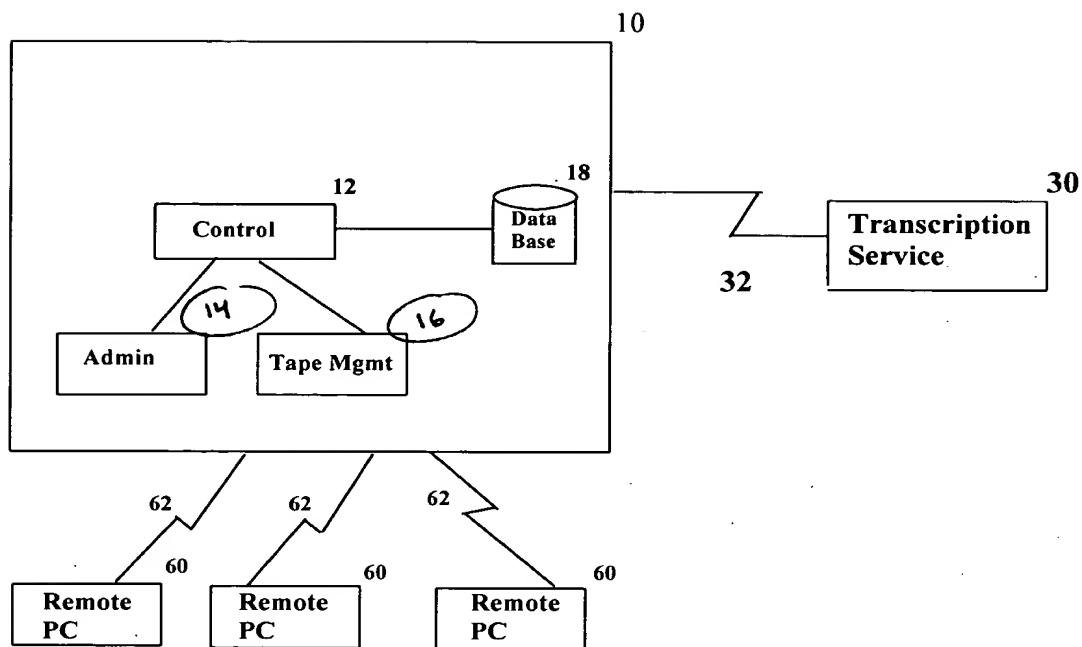 10
12
18
Control
Data
Base
30
Transcription
Service
32
14
16
Admin
Tape Mgmt
62
62
62
60
60
60
Remote
PC
Remote
PC
Remote
PC